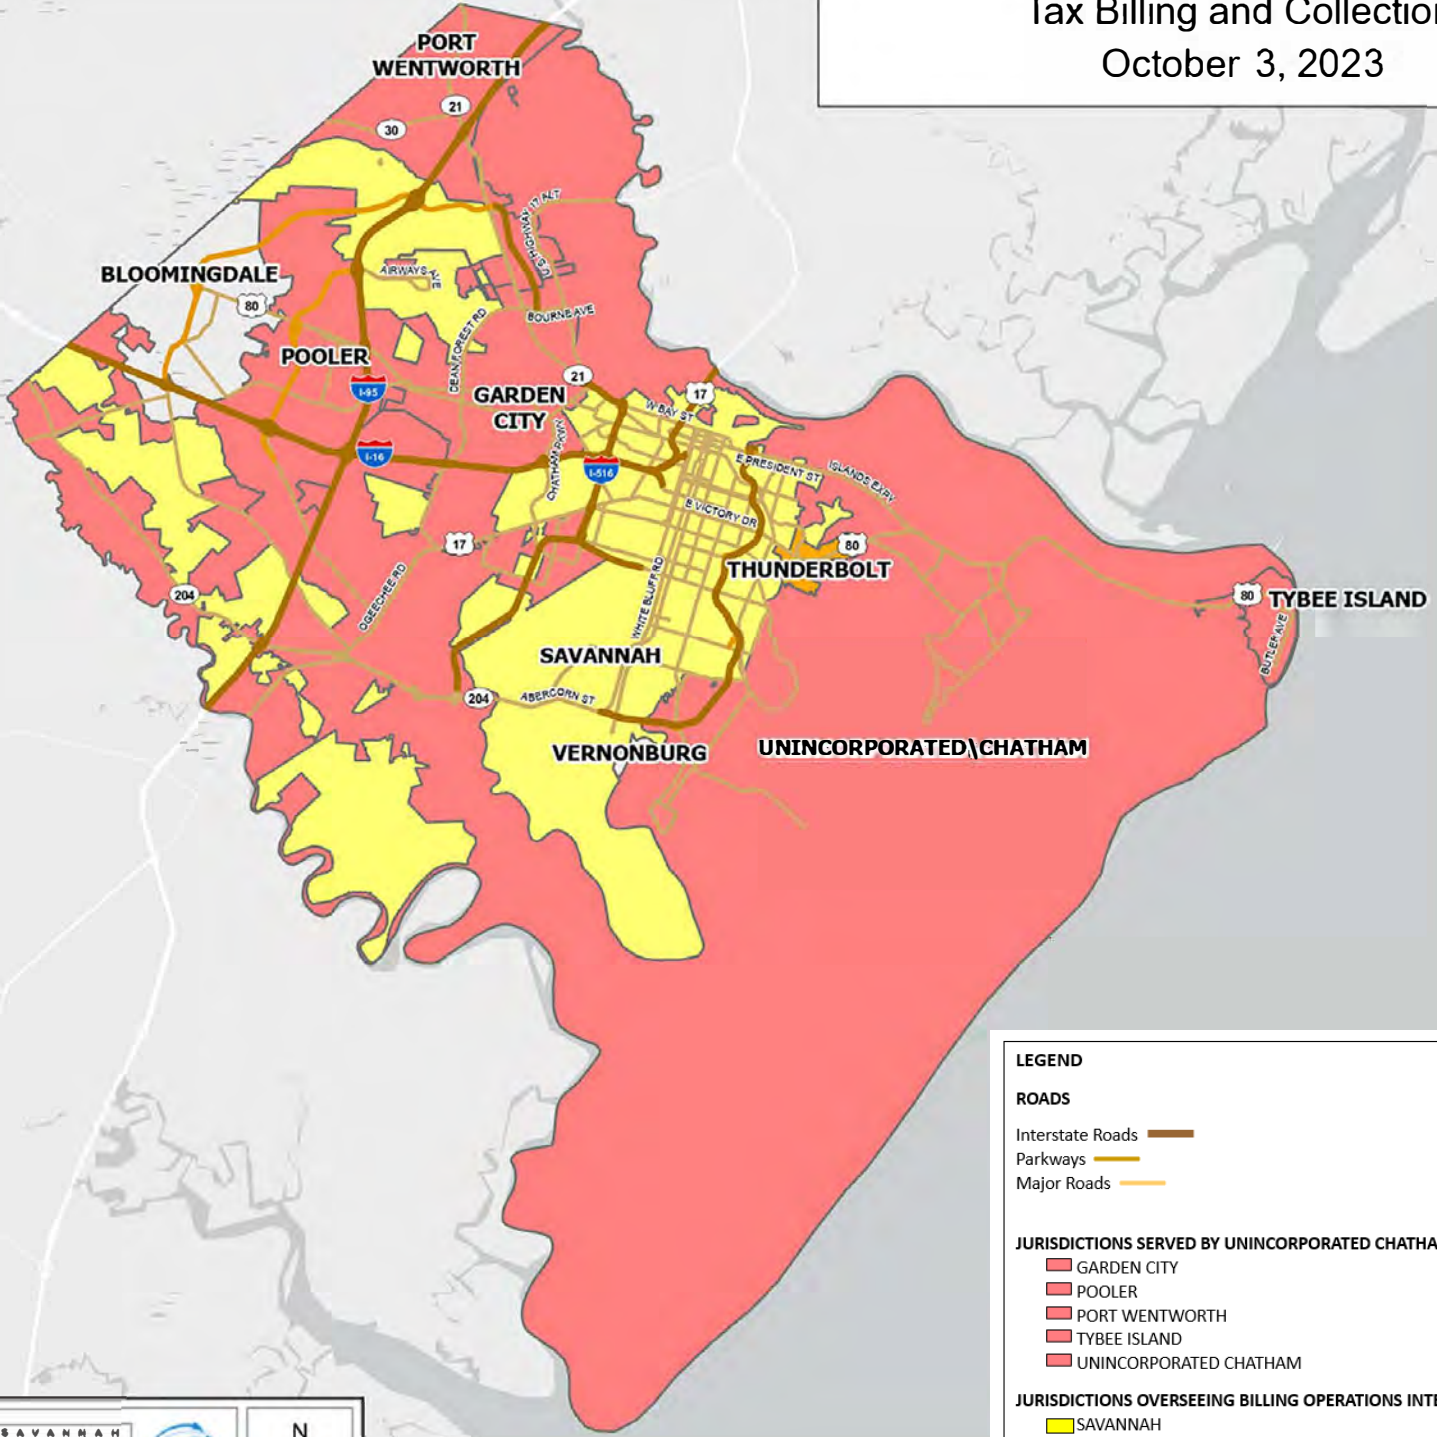 Tax Billing and Collection
October 3, 2023
PORT
WENTWORTH
21
30
U.S HIGHWAY 17 ALT
BLOOMINGDALE
AIRWAYS AVE
80
BOURNE AVE
DEAN FOREST RD
POOLER
I-95
21
GARDEN
CITY
17
W BAY ST
I-16
CHATHAM PKWY
I-516
E PRESIDENT ST
ISLANDS EXPY
E VICTORY DR
17
80
THUNDERBOLT
204
OGEECHEE RD
WHITE BLUFF RD
80
TYBEE ISLAND
BUTLER AVE
SAVANNAH
204
ABERCORN ST
VERNONBURG
UNINCORPORATED\CHATHAM
LEGEND
ROADS
Interstate Roads
Parkways
Major Roads
JURISDICTIONS SERVED BY UNINCORPORATED CHATHA
GARDEN CITY
POOLER
PORT WENTWORTH
TYBEE ISLAND
UNINCORPORATED CHATHAM
JURISDICTIONS OVERSEEING BILLING OPERATIONS INTE
SAVANNAH
SAVANNAH
N